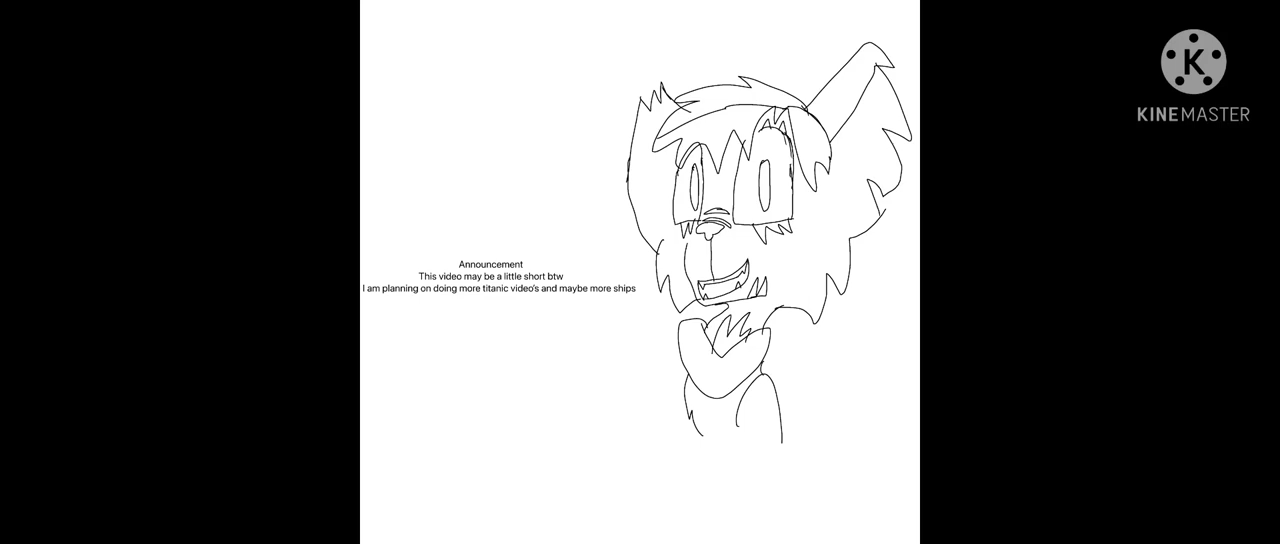 Announcement
This video may be a little short btw
I am planning on doing more titanic video's and maybe more ships
K
KINEMASTER